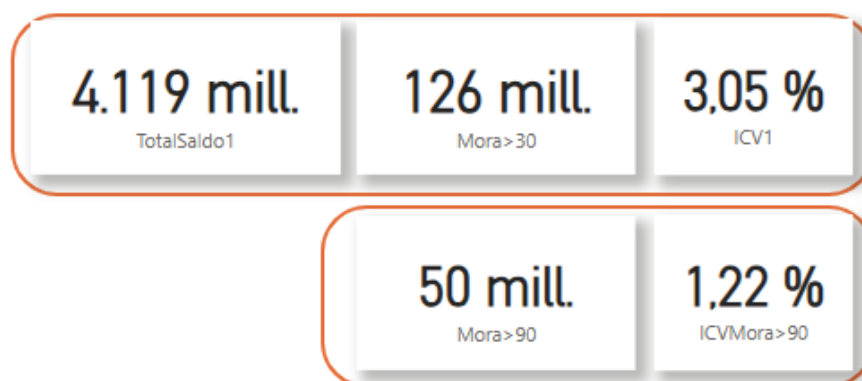 4.119 mill.
TotalSaldo1
126 mill.
Mora>30
3,05 %
ICV1
50 mill.
Mora>90
1,22 %
ICVMora>90